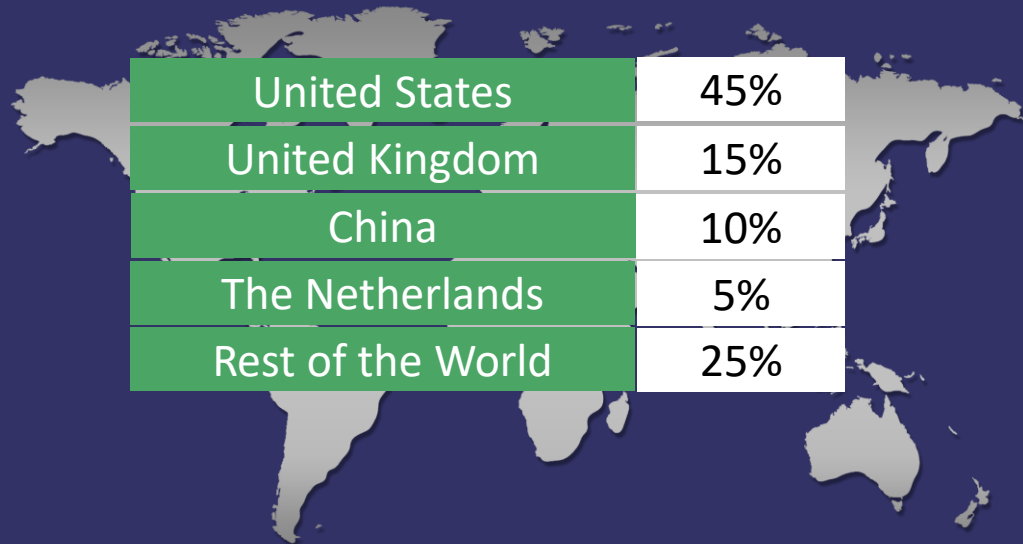 United States 45%
United Kingdom 15%
China 10%
The Netherlands 5%
Rest of the World 25%